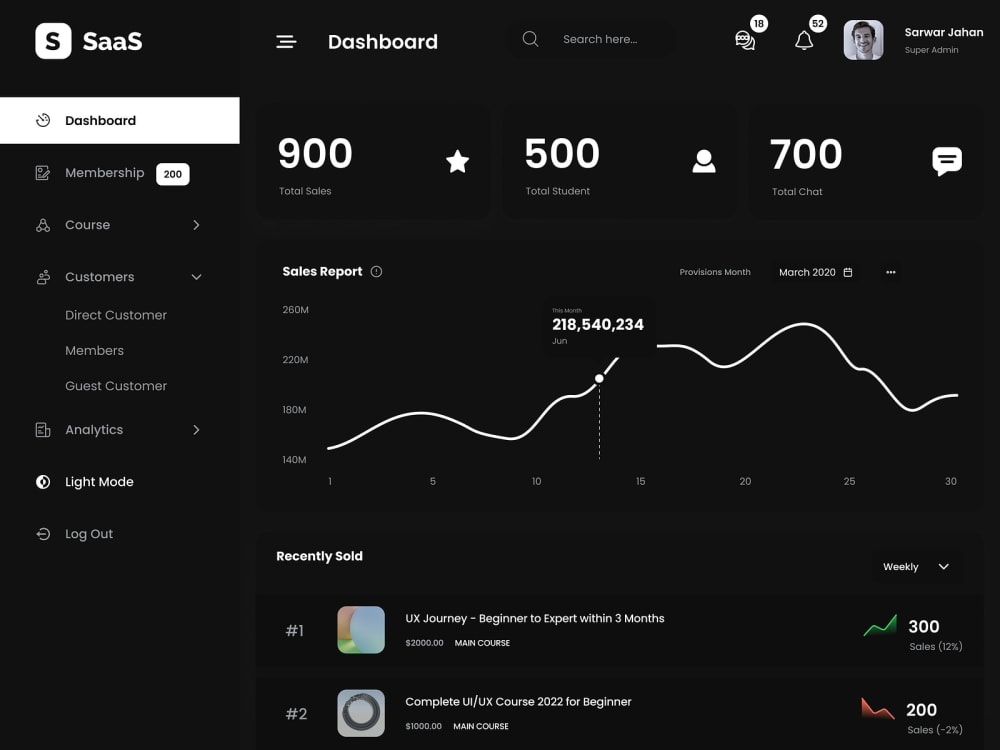 S SaaS
Dashboard
Search here...
18
52
Sarwar Jahan
Super Admin
Dashboard
Membership 200
Course
Customers
Direct Customer
Members
Guest Customer
Analytics
Light Mode
Log Out
900
Total Sales
500
Total Student
700
Total Chat
Sales Report
Provisions Month
March 2020
260M
220M
180M
140M
This Month
218,540,234
Jun
1 5 10 15 20 25 30
Recently Sold
Weekly
#1
UX Journey - Beginner to Expert within 3 Months
$2000.00 MAIN COURSE
300
Sales (12%)
#2
Complete UI/UX Course 2022 for Beginner
$1000.00 MAIN COURSE
200
Sales (-2%)